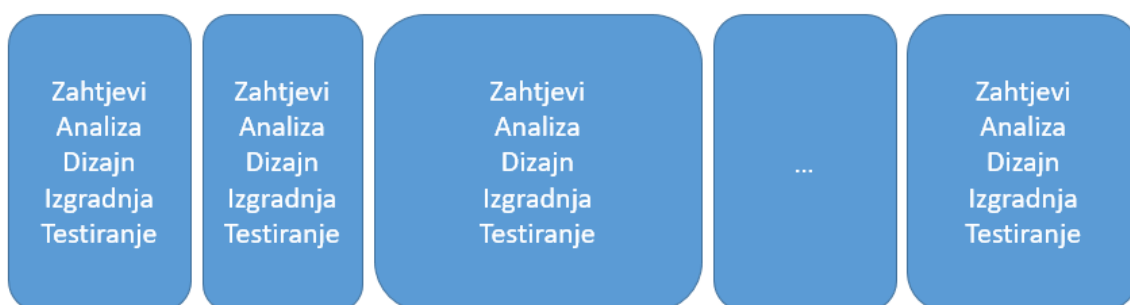 Zahtjevi
Analiza
Dizajn
Izgradnja
Testiranje
Zahtjevi
Analiza
Dizajn
Izgradnja
Testiranje
Zahtjevi
Analiza
Dizajn
Izgradnja
Testiranje
...
Zahtjevi
Analiza
Dizajn
Izgradnja
Testiranje